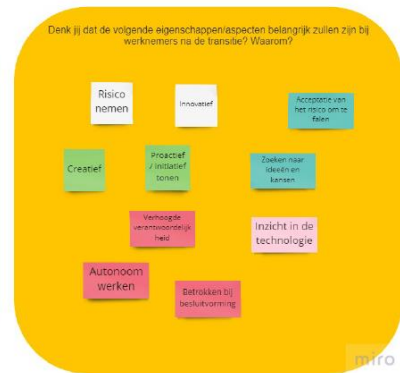 Denk jij dat de volgende eigenschappen/aspecten belangrijk zullen zijn bij
werknemers na de transitie? Waarom?
Risico
nemen
Innovatief
Acceptatie van
het risico om te
falen
Creatief
Proactief
/ initiatief
tonen
Zoeken naar
ideeën en
kansen
Verhoogde
verantwoordelijk
heid
Inzicht in de
technologie
Autonoom
werken
Betrokken bij
besluitvorming
miro